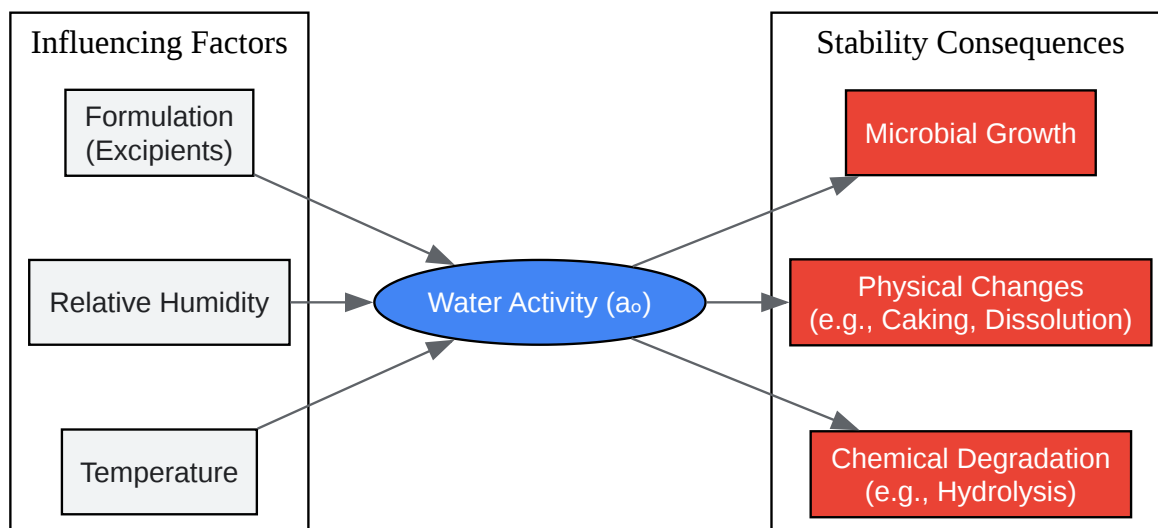 Influencing Factors
Formulation
(Excipients)
Relative Humidity
Temperature
Water Activity (aₒ)
Stability Consequences
Microbial Growth
Physical Changes
(e.g., Caking, Dissolution)
Chemical Degradation
(e.g., Hydrolysis)